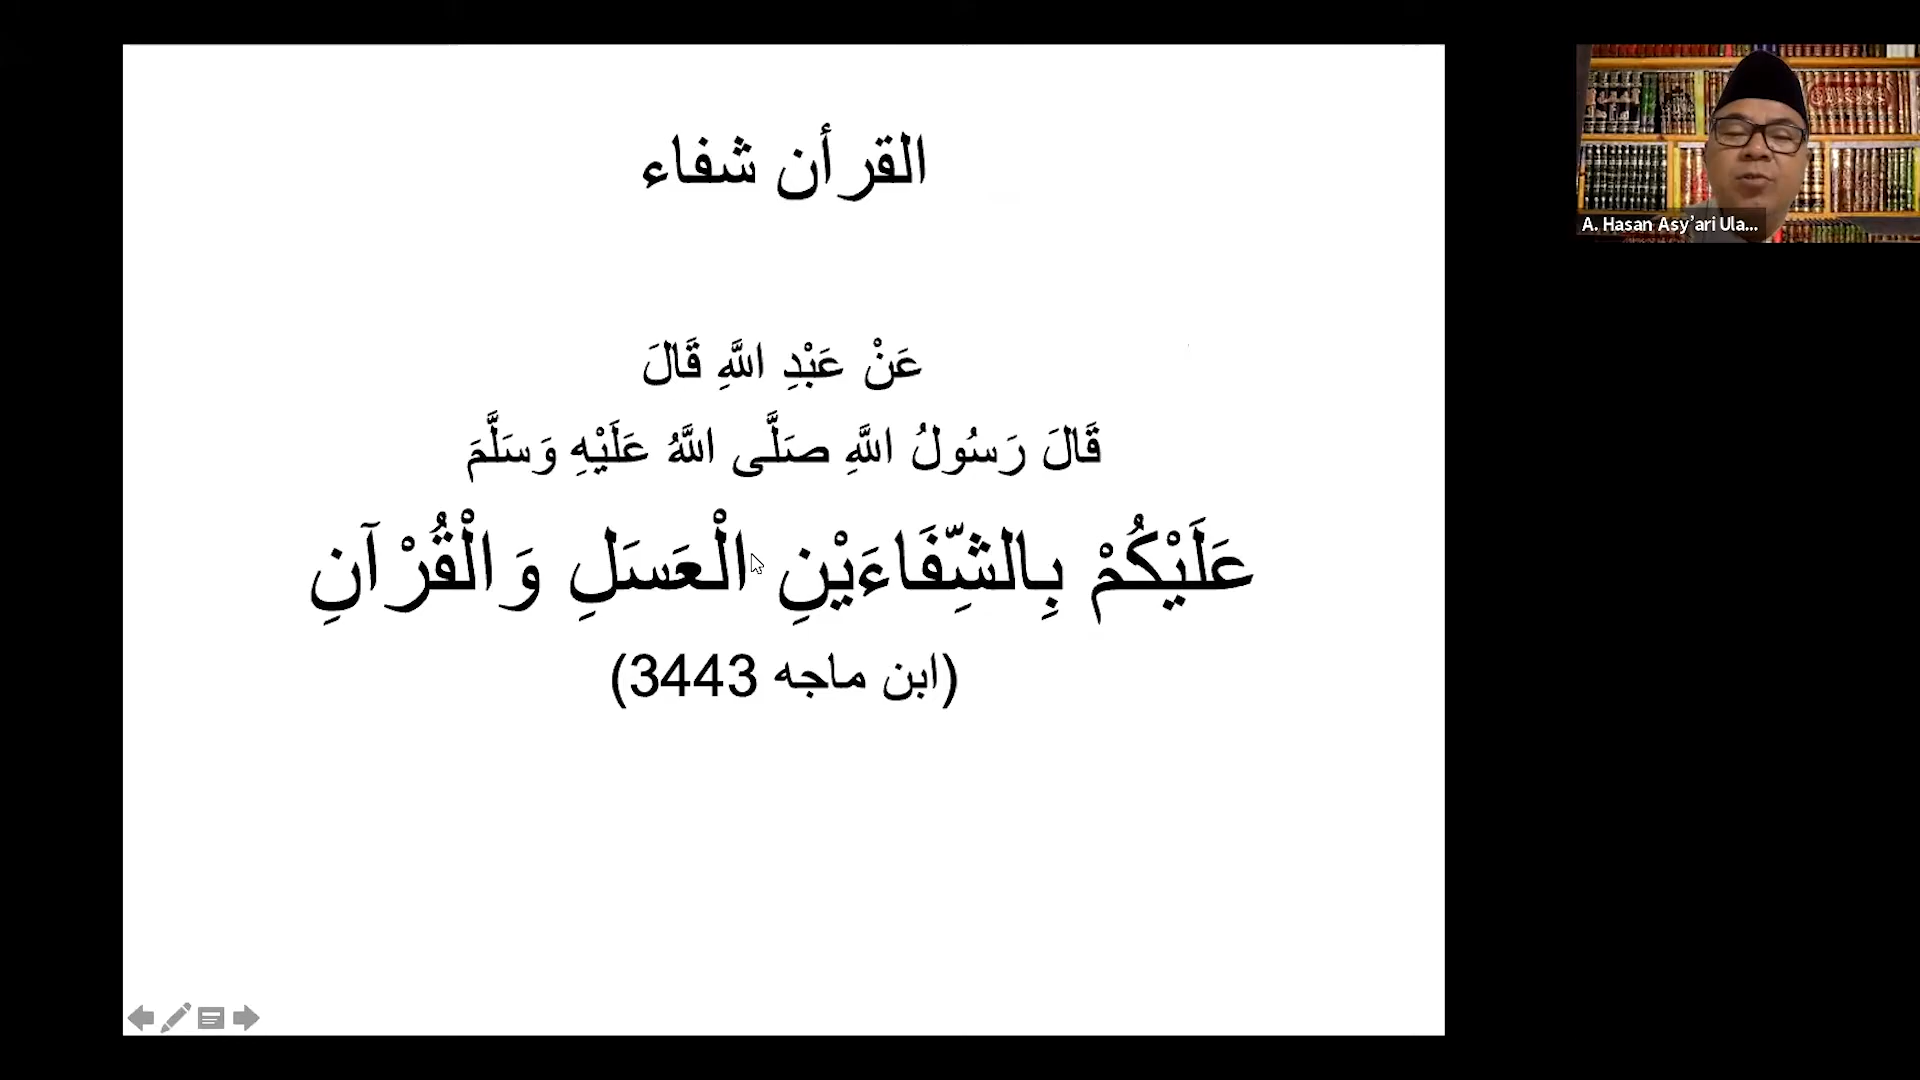 القرأن شفاء
عَنْ عَبْدِ اللَّهِ قَالَ
قَالَ رَسُولُ اللَّهِ صَلَّى اللَّهُ عَلَيْهِ وَسَلَّمَ
عَلَيْكُمْ بِالشِّفَاءَيْنِ الْعَسَلِ وَالْقُرْآنِ
(ابن ماجه 3443)
A. Hasan Asy’ari Ula...